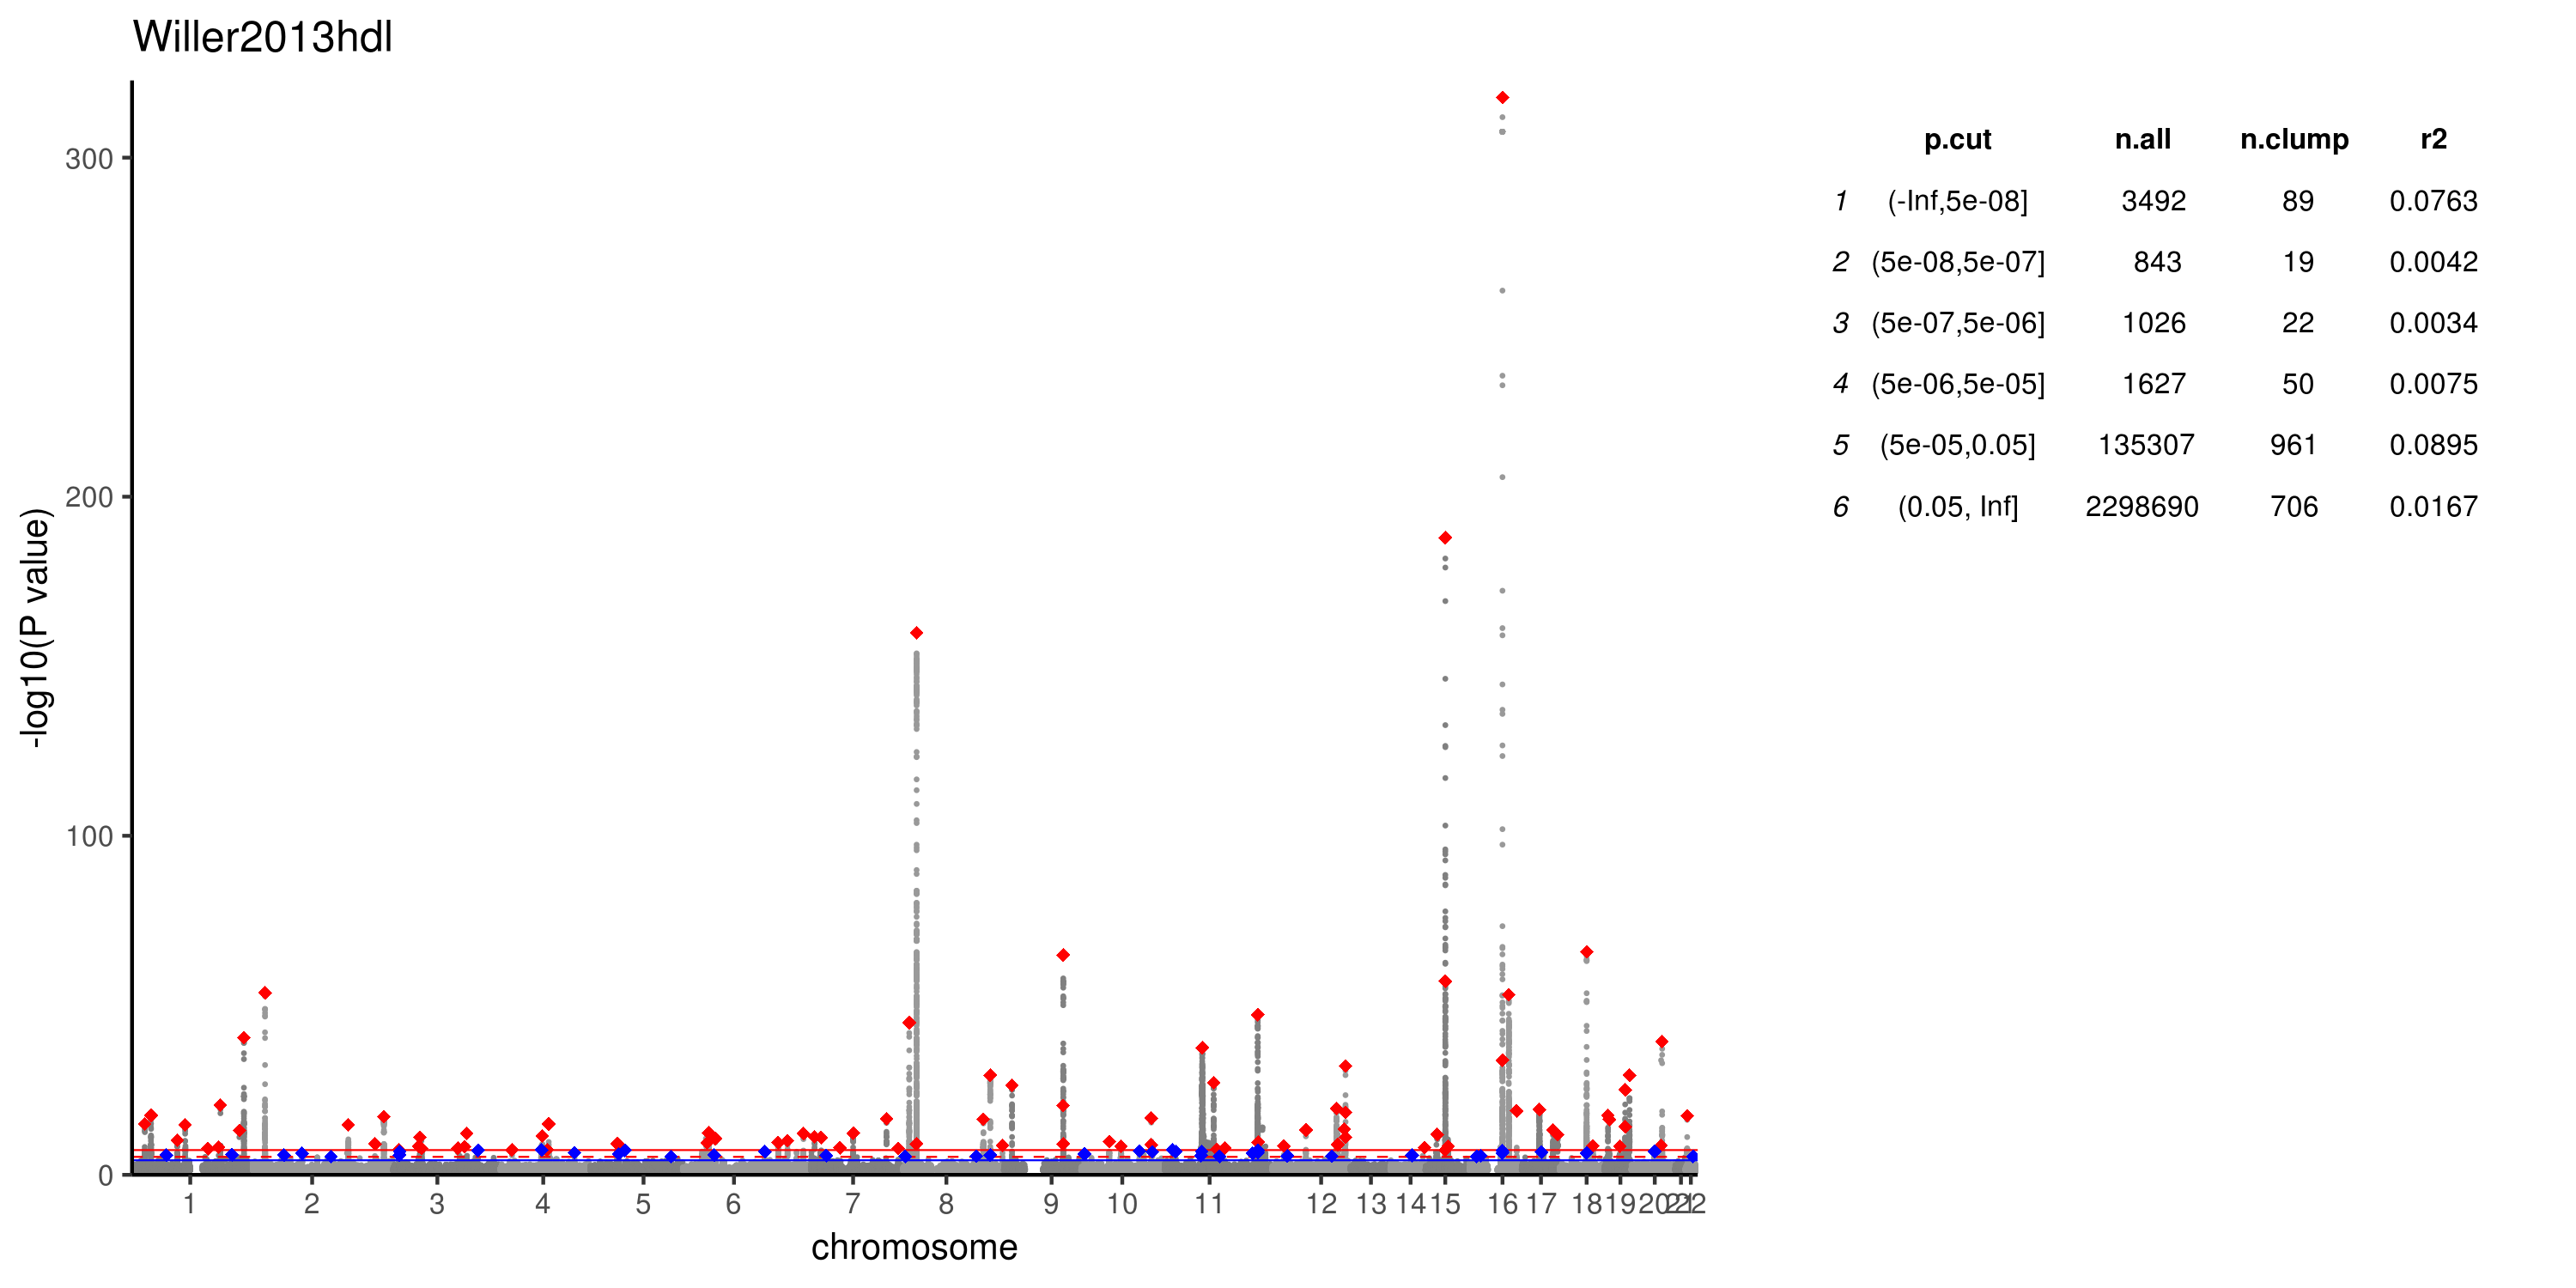 Willer2013hdl
-log10(P value)
300
200
100
0
1 2 3 4 5 6 7 8 9 10 11 12 13 14 15 16 17 18 19 20 21 22
chromosome
p.cut n.all n.clump r2
1 (-Inf,5e-08] 3492 89 0.0763
2 (5e-08,5e-07] 843 19 0.0042
3 (5e-07,5e-06] 1026 22 0.0034
4 (5e-06,5e-05] 1627 50 0.0075
5 (5e-05,0.05] 135307 961 0.0895
6 (0.05, Inf] 2298690 706 0.0167